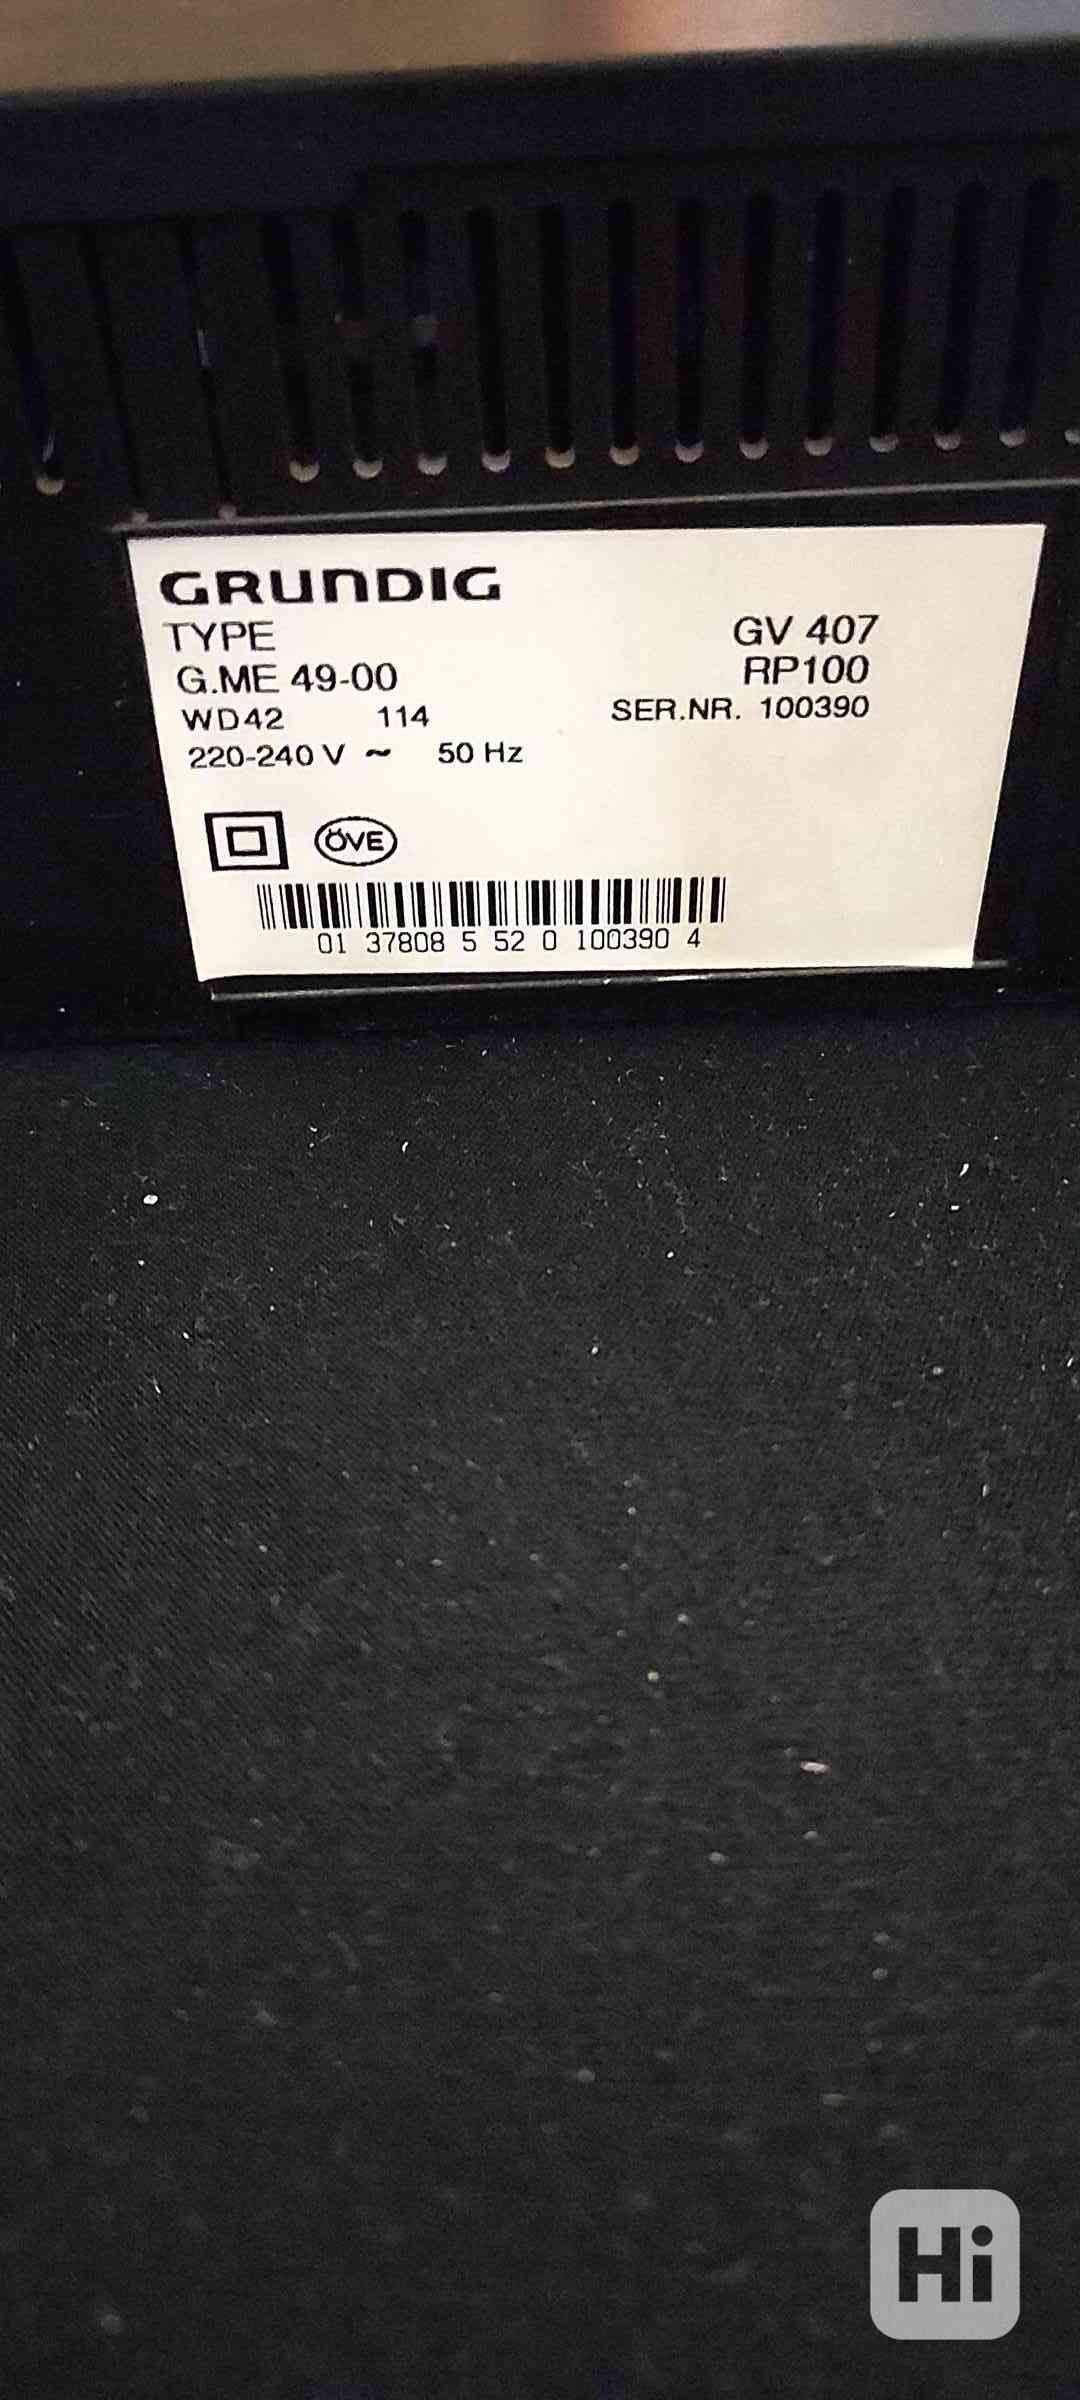 GRUNDIG
TYPE GV 407
G.ME 49-00 RP100
WD42 114 SER.NR. 100390
220-240 V ~ 50 Hz
ÖVE
01 37808 5 52 0 100390 4
Hi